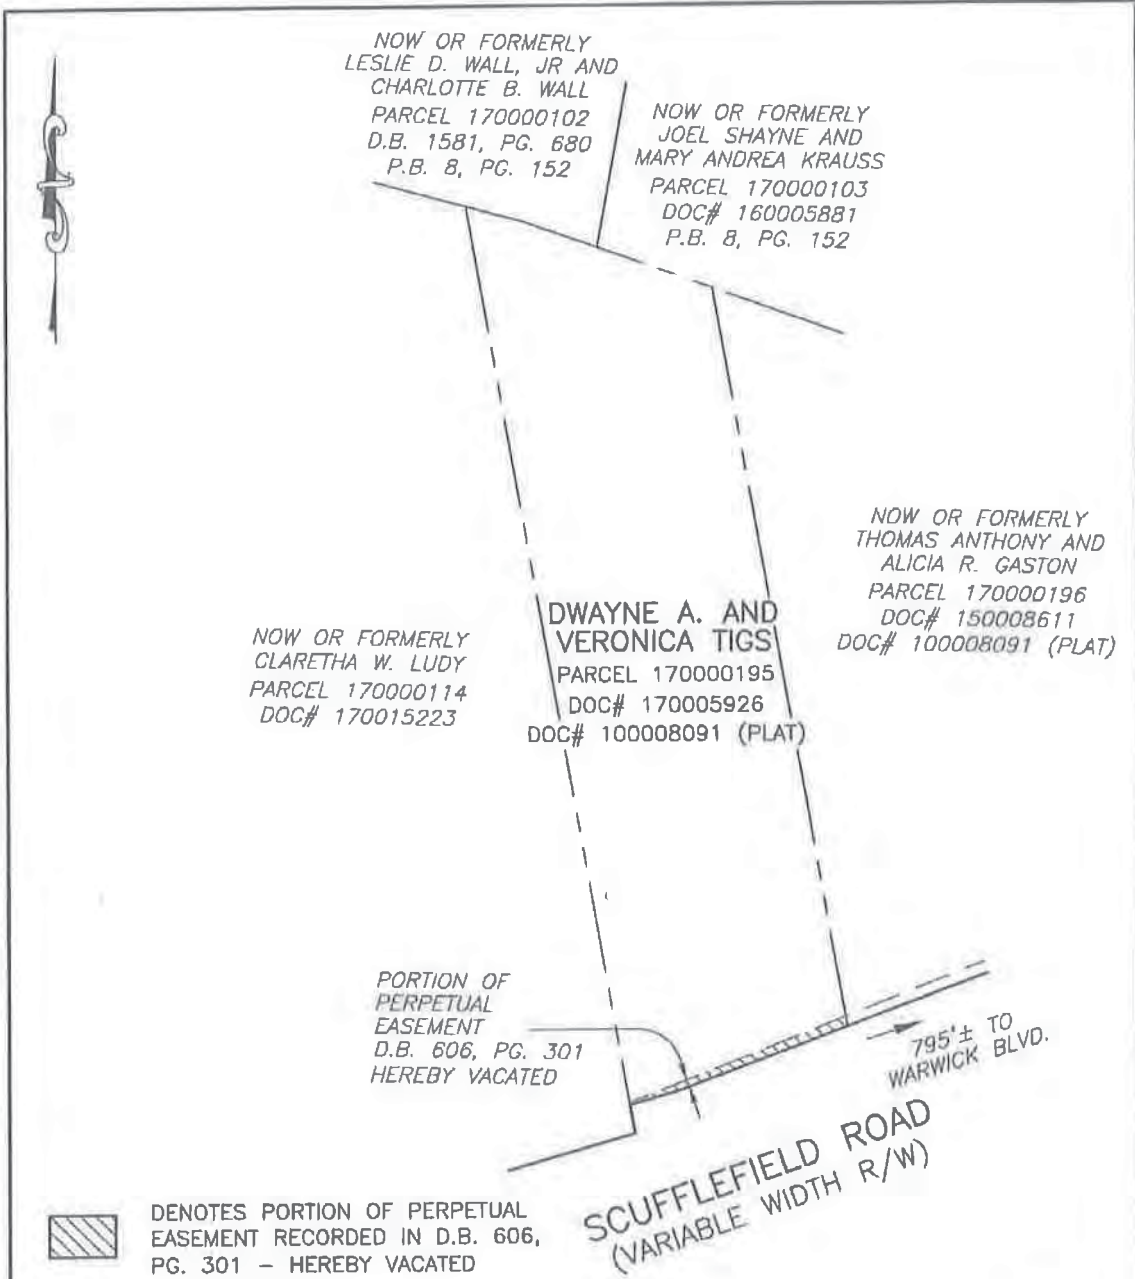 NOW OR FORMERLY
LESLIE D. WALL, JR AND
CHARLOTTE B. WALL
PARCEL 170000102
D.B. 1581, PG. 680
P.B. 8, PG. 152
NOW OR FORMERLY
JOEL SHAYNE AND
MARY ANDREA KRAUSS
PARCEL 170000103
DOC# 160005881
P.B. 8, PG. 152
NOW OR FORMERLY
THOMAS ANTHONY AND
ALICIA R. GASTON
PARCEL 170000196
DOC# 150008611
DOC# 100008091 (PLAT)
DWAYNE A. AND
VERONICA TIGS
PARCEL 170000195
DOC# 170005926
DOC# 100008091 (PLAT)
NOW OR FORMERLY
CLARETHA W. LUDY
PARCEL 170000114
DOC# 170015223
PORTION OF
PERPETUAL
EASEMENT
D.B. 606, PG. 301
HEREBY VACATED
795'± TO
WARWICK BLVD.
SCUFFLEFIELD ROAD
(VARIABLE WIDTH R/W)
DENOTES PORTION OF PERPETUAL
EASEMENT RECORDED IN D.B. 606,
PG. 301 – HEREBY VACATED